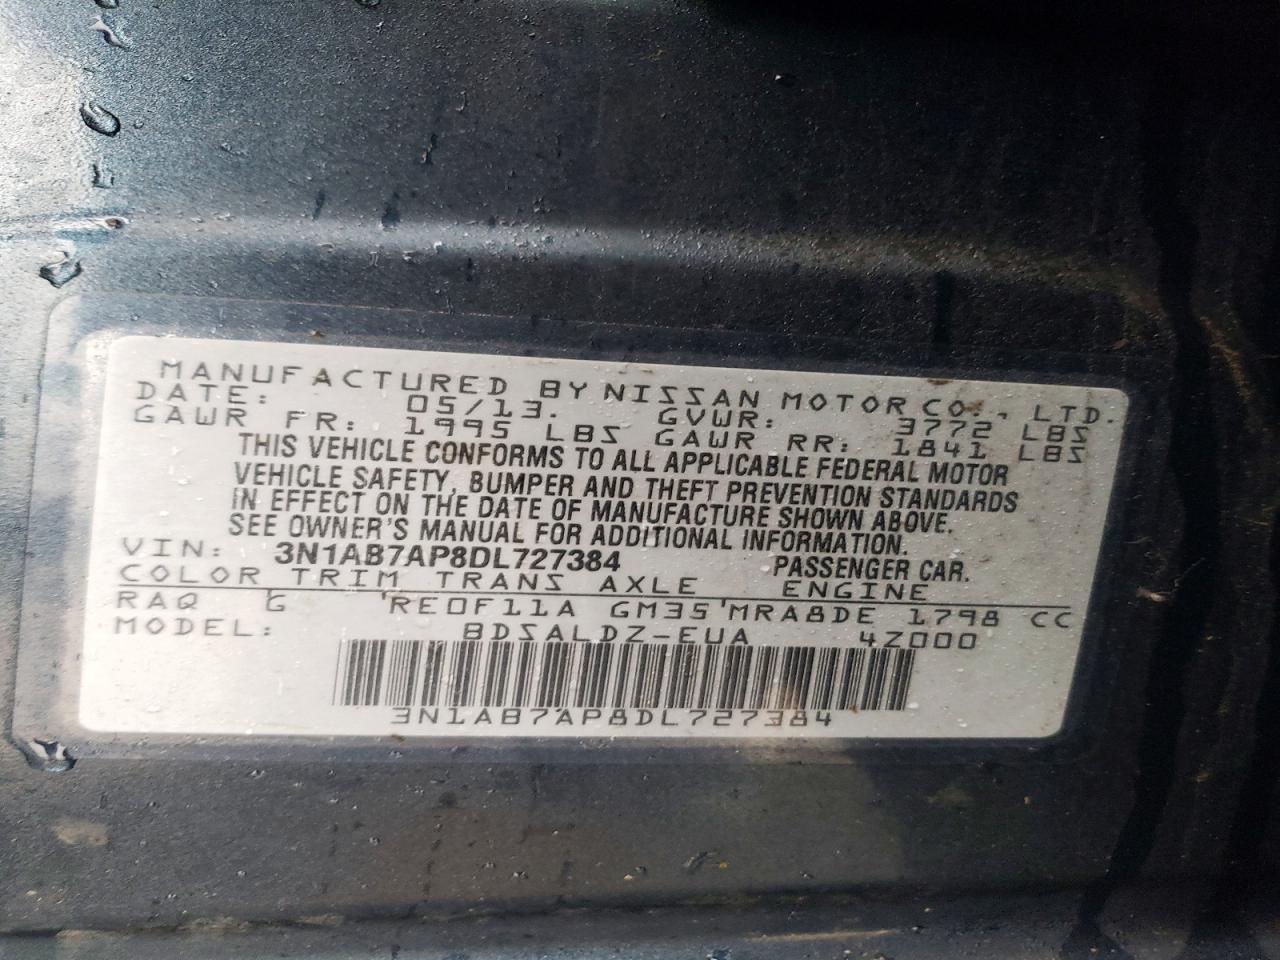 MANUFACTURED BY NISSAN MOTOR CO., LTD.
DATE: 05/13. GVWR: 3772 LBS
GAWR FR: 1995 LBS GAWR RR: 1841 LBS
THIS VEHICLE CONFORMS TO ALL APPLICABLE FEDERAL MOTOR
VEHICLE SAFETY, BUMPER AND THEFT PREVENTION STANDARDS
IN EFFECT ON THE DATE OF MANUFACTURE SHOWN ABOVE.
SEE OWNER'S MANUAL FOR ADDITIONAL INFORMATION.
VIN: 3N1AB7AP8DL727384 PASSENGER CAR.
COLOR TRIM TRANS AXLE ENGINE
RAQ G RE0F11A GM35 MRA8DE 1798 CC
MODEL: BDSALDZ-EUA 4Z000
3N1AB7AP8DL727384